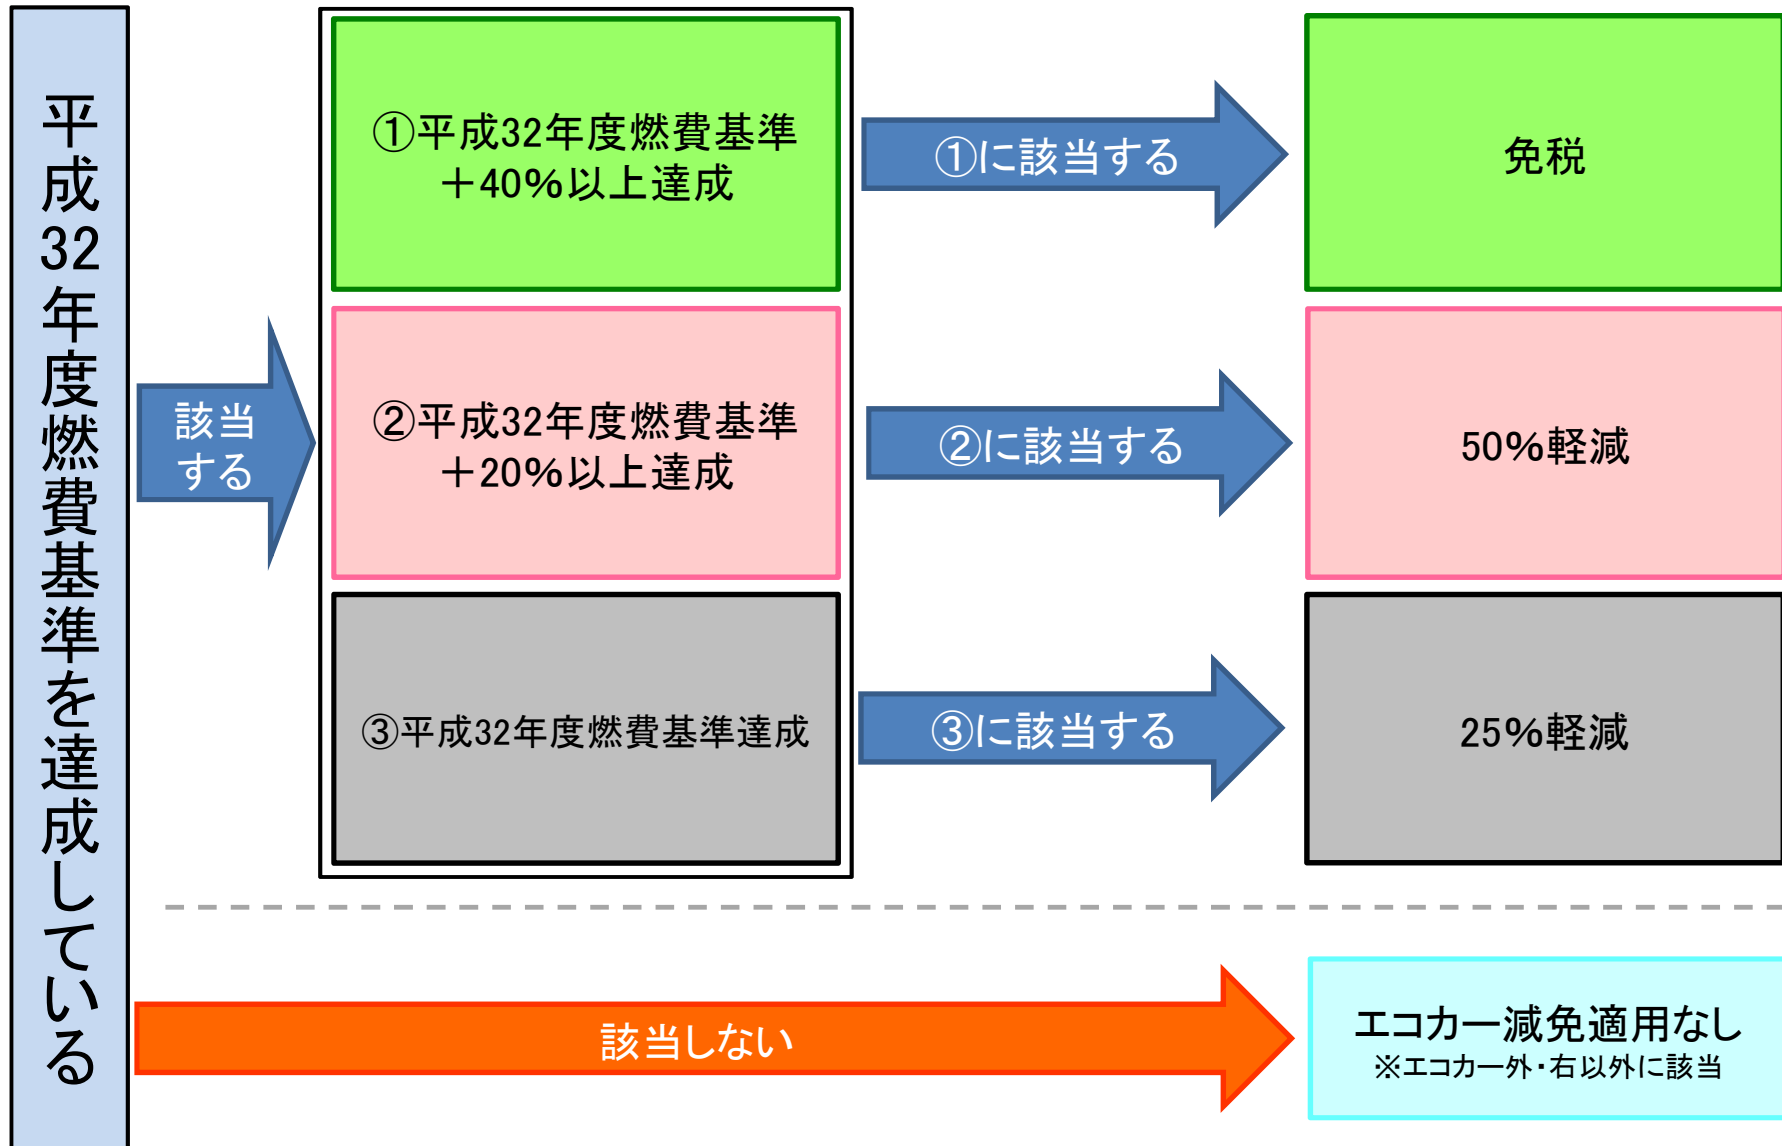 平成32年度燃費基準を達成している
該当
する
①平成32年度燃費基準
＋40%以上達成
①に該当する
免税
②平成32年度燃費基準
＋20%以上達成
②に該当する
50%軽減
③平成32年度燃費基準達成
③に該当する
25%軽減
該当しない
エコカー減免適用なし
※エコカー外・右以外に該当